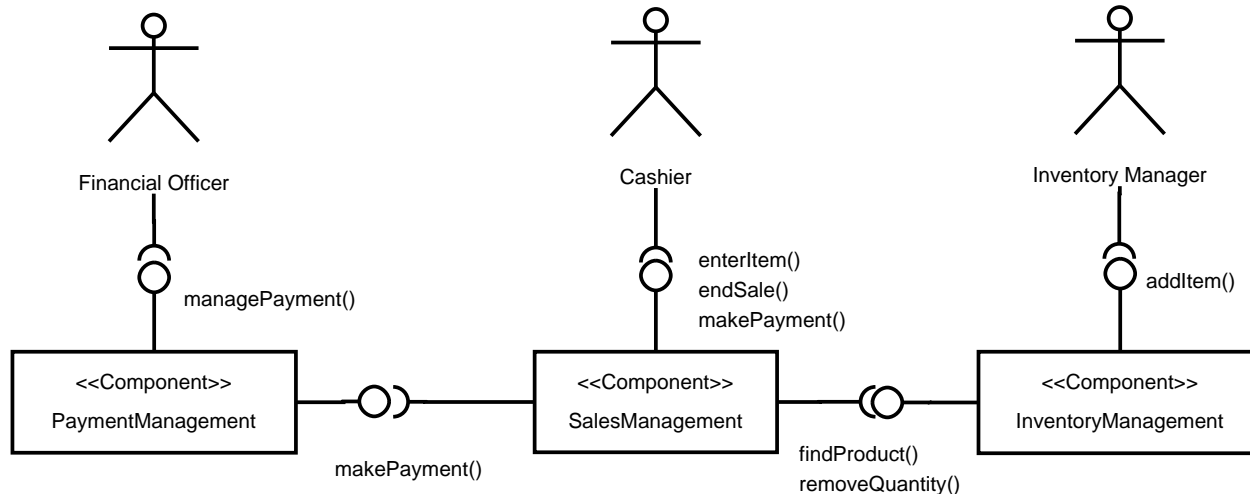 Financial Officer
Cashier
Inventory Manager
managePayment()
enterItem()
endSale()
makePayment()
addItem()
<<Component>>
PaymentManagement
<<Component>>
SalesManagement
<<Component>>
InventoryManagement
makePayment()
findProduct()
removeQuantity()